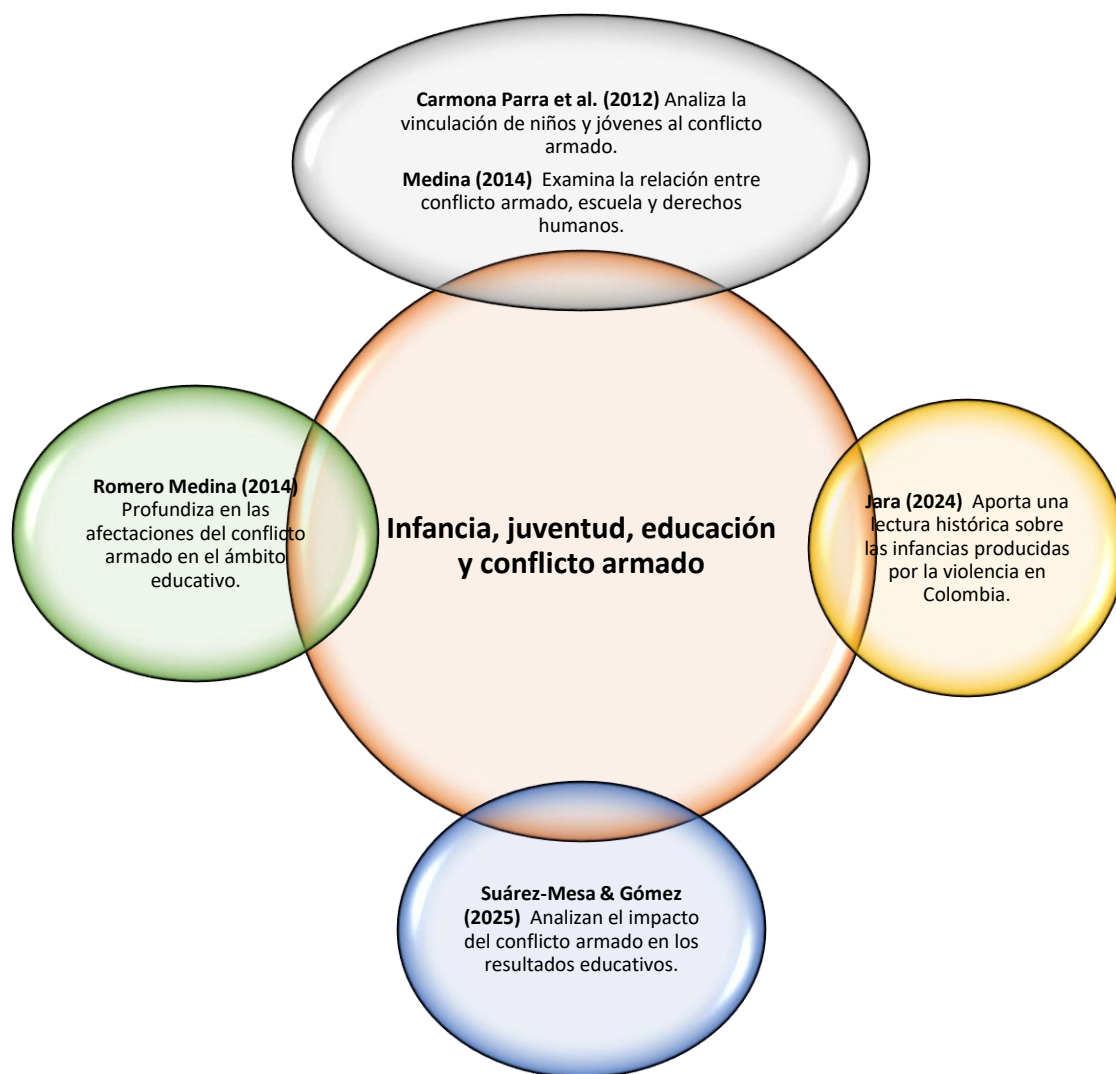 Carmona Parra et al. (2012) Analiza la
vinculación de niños y jóvenes al conflicto
armado.
Medina (2014) Examina la relación entre
conflicto armado, escuela y derechos
humanos.
Romero Medina (2014)
Profundiza en las
afectaciones del conflicto
armado en el ámbito
educativo.
Infancia, juventud, educación
y conflicto armado
Jara (2024) Aporta una
lectura histórica sobre
las infancias producidas
por la violencia en
Colombia.
Suárez-Mesa & Gómez
(2025) Analizan el impacto
del conflicto armado en los
resultados educativos.